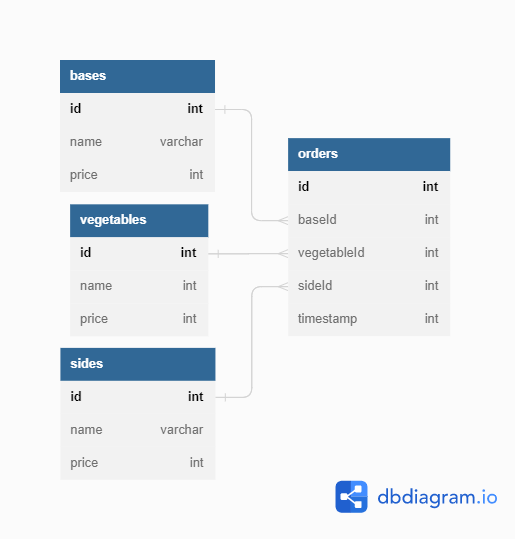 bases
id int
name varchar
price int
vegetables
id int
name int
price int
sides
id int
name varchar
price int
orders
id int
baseId int
vegetableId int
sideId int
timestamp int
dbdiagram.io